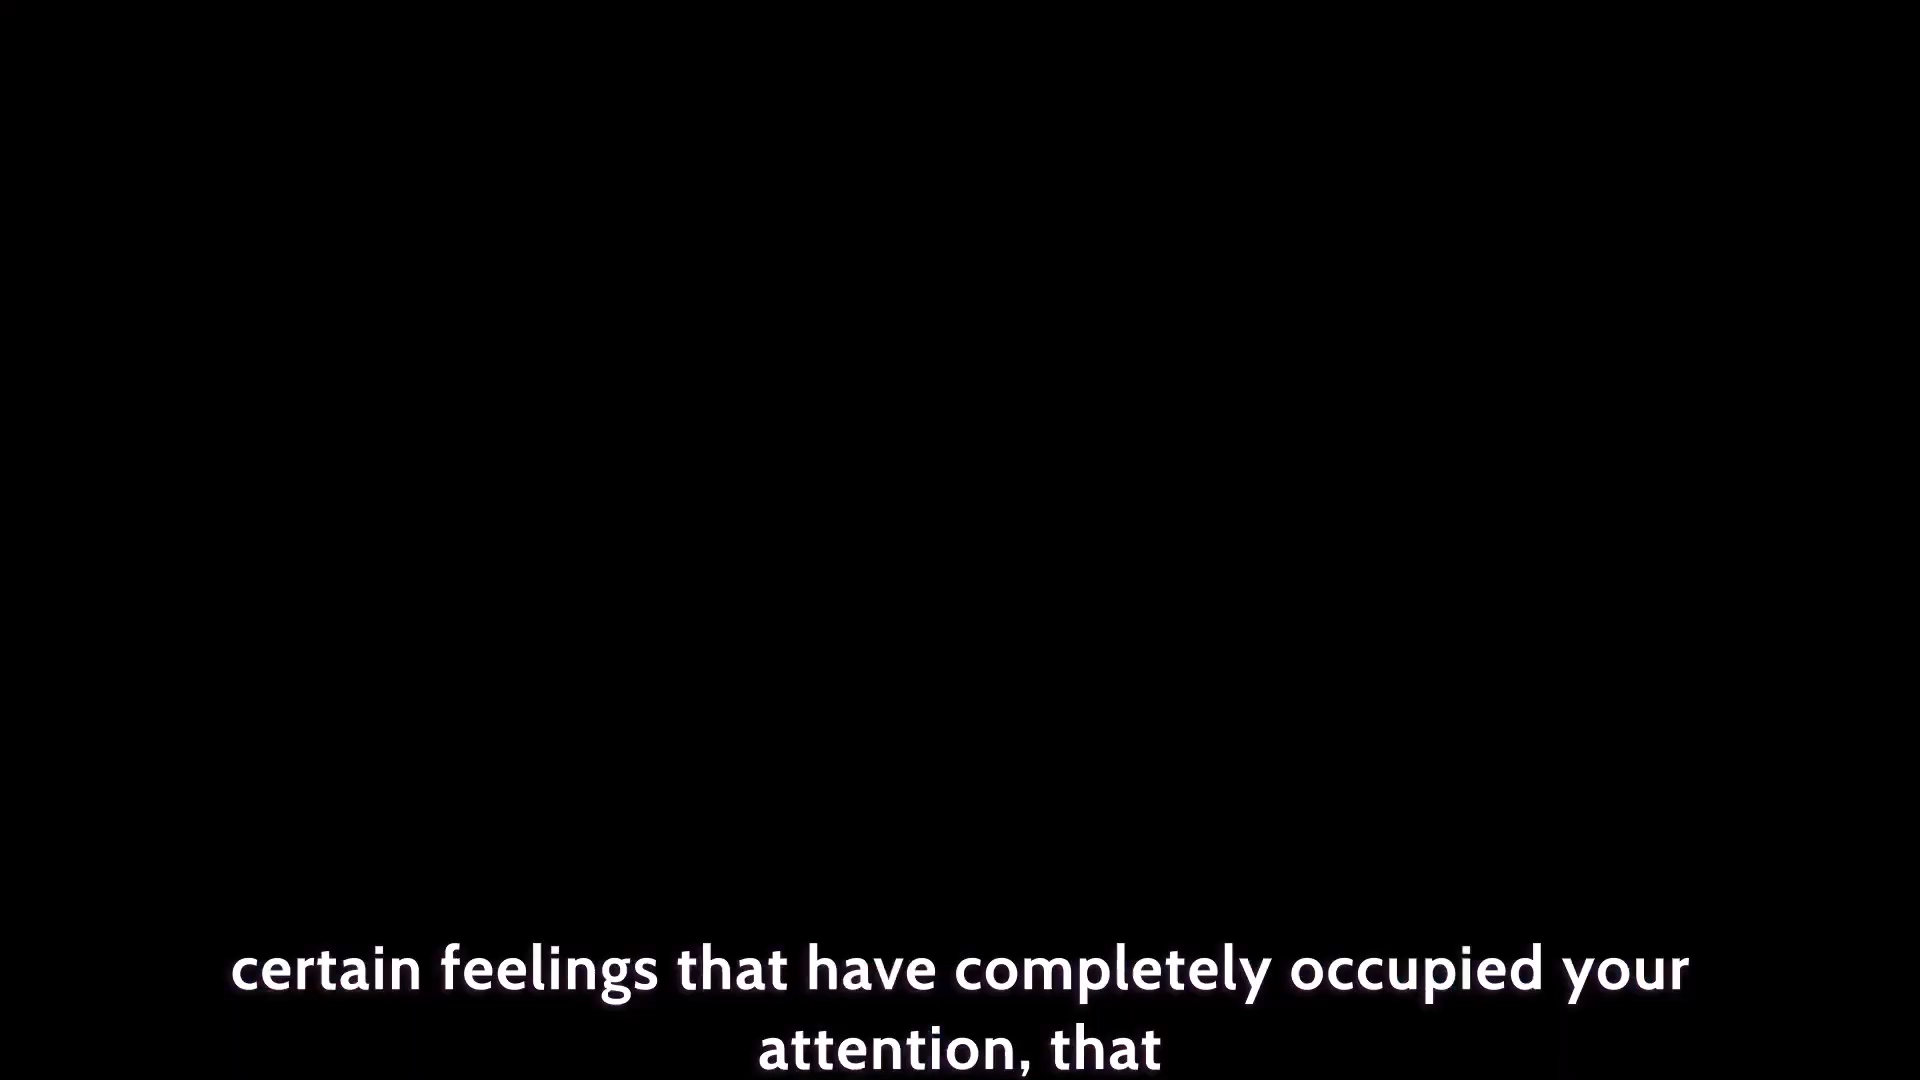 certain feelings that have completely occupied your
attention, that